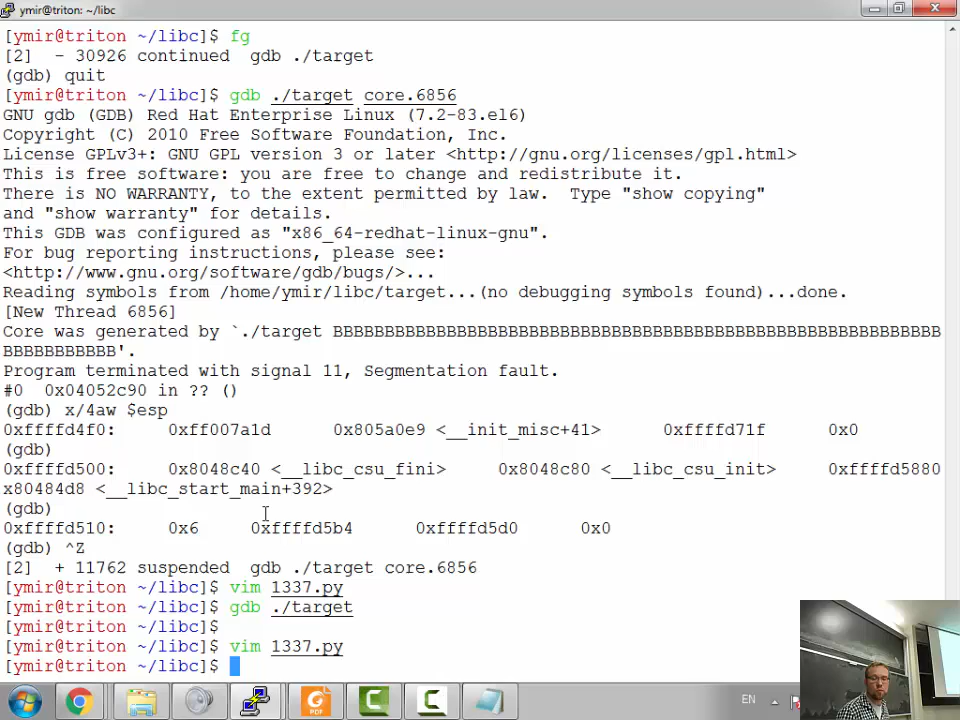 ymir@triton: ~/libc
[ymir@triton ~/libc]$ fg
[2]  - 30926 continued  gdb ./target
(gdb) quit
[ymir@triton ~/libc]$ gdb ./target core.6856
GNU gdb (GDB) Red Hat Enterprise Linux (7.2-83.el6)
Copyright (C) 2010 Free Software Foundation, Inc.
License GPLv3+: GNU GPL version 3 or later <http://gnu.org/licenses/gpl.html>
This is free software: you are free to change and redistribute it.
There is NO WARRANTY, to the extent permitted by law.  Type "show copying"
and "show warranty" for details.
This GDB was configured as "x86_64-redhat-linux-gnu".
For bug reporting instructions, please see:
<http://www.gnu.org/software/gdb/bugs/>...
Reading symbols from /home/ymir/libc/target...(no debugging symbols found)...done.
[New Thread 6856]
Core was generated by `./target BBBBBBBBBBBBBBBBBBBBBBBBBBBBBBBBBBBBBBBBBBBBBBBBBBBBBBBBBBBBB
BBBBBBBBBBB'.
Program terminated with signal 11, Segmentation fault.
#0  0x04052c90 in ?? ()
(gdb) x/4aw $esp
0xffffd4f0:     0xff007a1d      0x805a0e9 <__init_misc+41>      0xffffd71f      0x0
(gdb)
0xffffd500:     0x8048c40 <__libc_csu_fini>     0x8048c80 <__libc_csu_init>     0xffffd5880
x80484d8 <__libc_start_main+392>
(gdb)
0xffffd510:     0x6     0xffffd5b4      0xffffd5d0      0x0
(gdb) ^Z
[2]  + 11762 suspended  gdb ./target core.6856
[ymir@triton ~/libc]$ vim 1337.py
[ymir@triton ~/libc]$ gdb ./target
[ymir@triton ~/libc]$
[ymir@triton ~/libc]$ vim 1337.py
[ymir@triton ~/libc]$
PDF
EN